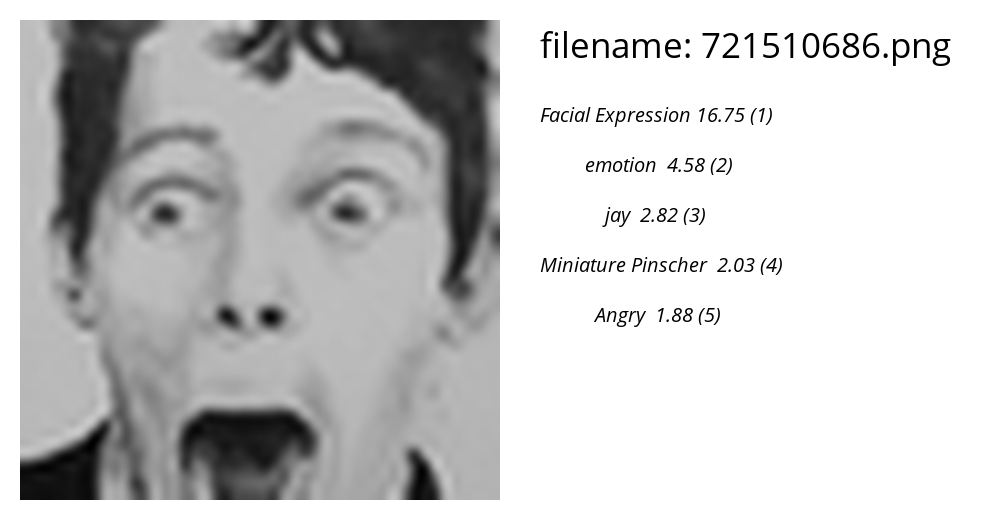 filename: 721510686.png
Facial Expression 16.75 (1)
emotion 4.58 (2)
jay 2.82 (3)
Miniature Pinscher 2.03 (4)
Angry 1.88 (5)